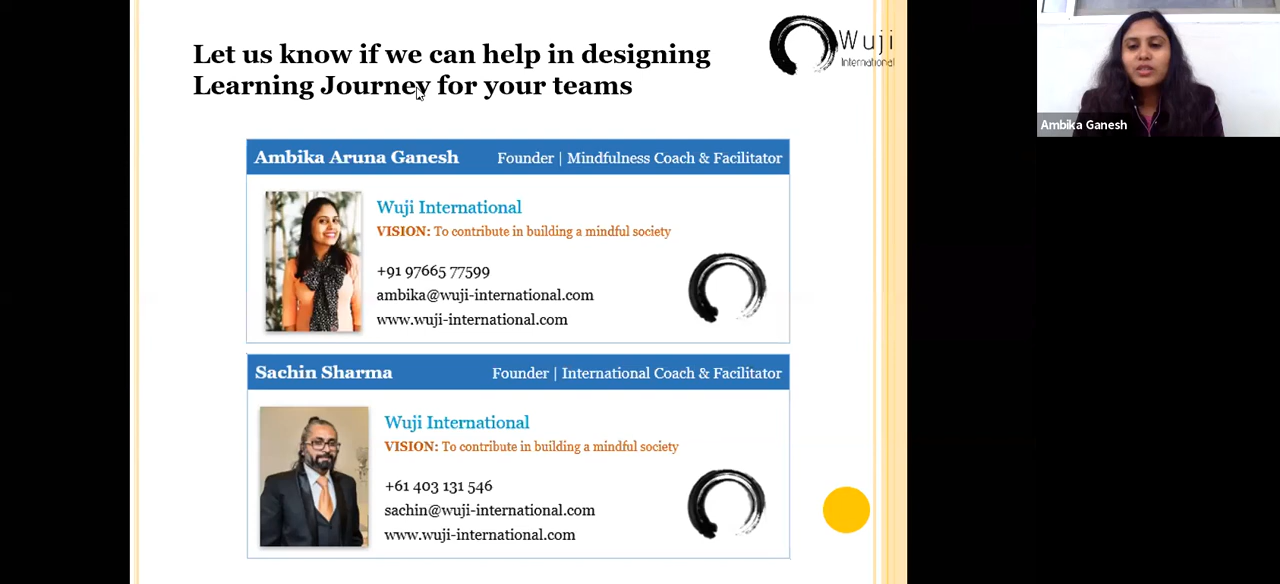 Let us know if we can help in designing
Learning Journey for your teams
Wuji
International
Ambika Ganesh
Ambika Aruna Ganesh Founder | Mindfulness Coach & Facilitator
Wuji International
VISION: To contribute in building a mindful society
+91 97665 77599
ambika@wuji-international.com
www.wuji-international.com
Sachin Sharma Founder | International Coach & Facilitator
Wuji International
VISION: To contribute in building a mindful society
+61 403 131 546
sachin@wuji-international.com
www.wuji-international.com